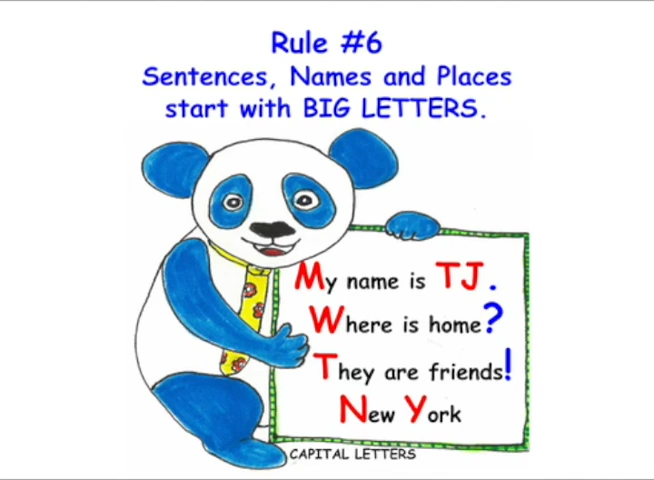 Rule #6
Sentences, Names and Places
start with BIG LETTERS.
My name is TJ.
Where is home?
They are friends!
New York
CAPITAL LETTERS